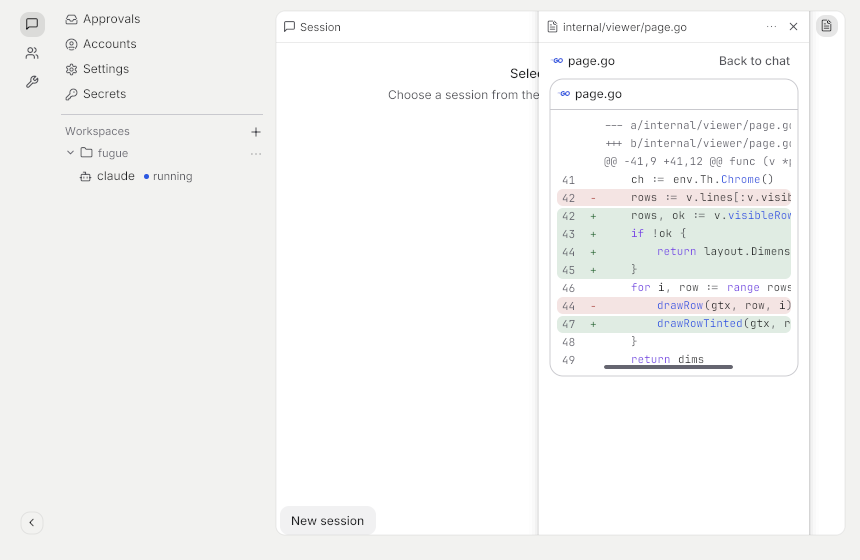 Approvals
Accounts
Settings
Secrets
Workspaces
fugue
claude running
Session
Choose a session from the
New session
internal/viewer/page.go
page.go Back to chat
page.go
--- a/internal/viewer/page.go
+++ b/internal/viewer/page.go
@@ -41,9 +41,12 @@ func (v
41 ch := env.Th.Chrome()
42 - rows := v.lines[:v.visib
42 + rows, ok := v.visibleRow
43 + if !ok {
44 + return layout.Dimens
45 + }
46 for i, row := range rows
44 - drawRow(gtx, row, i)
47 + drawRowTinted(gtx, r
48 }
49 return dims